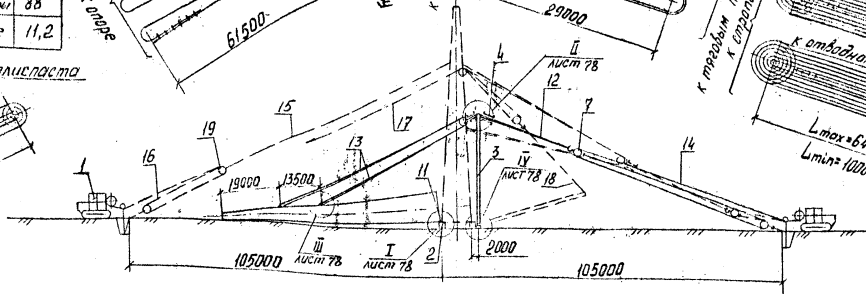 88
11,2
к опоре
61500
29000
к тяговым
к отводно
Lmax=64
Lmin=1000
4
II
лист 78
12
7
15
17
19
13
16
1
14
3
IV
лист 78
18
19000
13500
11
III
лист 78
I
лист 78
2
2000
105000
105000